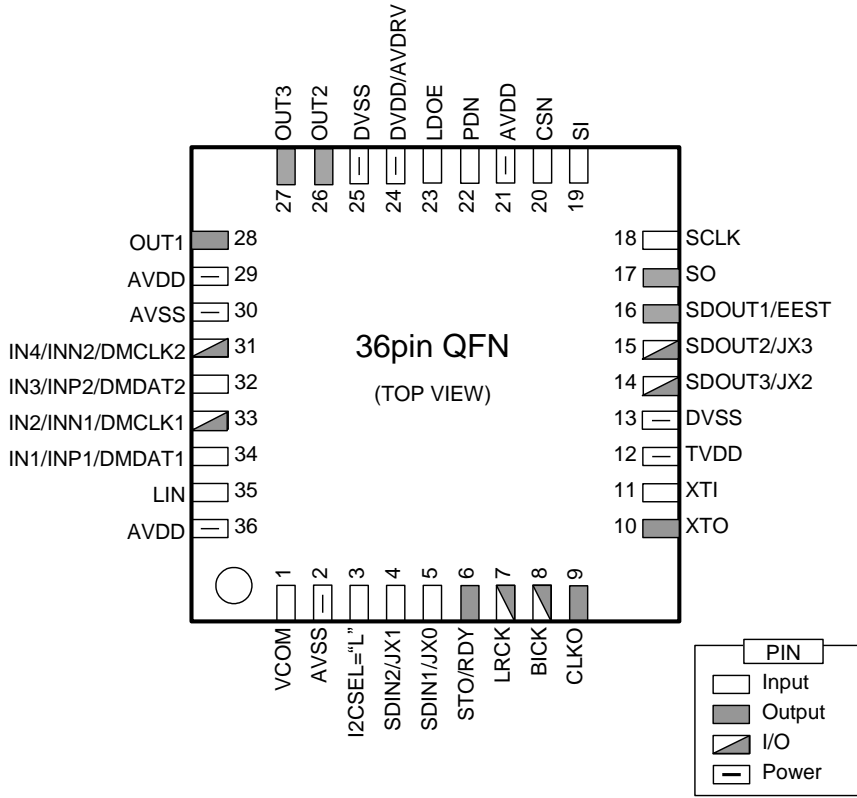 OUT3
OUT2
DVSS
DVDD/AVDRV
LDOE
PDN
AVDD
CSN
SI
27
26
25
24
23
22
21
20
19
OUT1 28
AVDD 29
AVSS 30
IN4/INN2/DMCLK2 31
IN3/INP2/DMDAT2 32
IN2/INN1/DMCLK1 33
IN1/INP1/DMDAT1 34
LIN 35
AVDD 36
36pin QFN
(TOP VIEW)
18 SCLK
17 SO
16 SDOUT1/EEST
15 SDOUT2/JX3
14 SDOUT3/JX2
13 DVSS
12 TVDD
11 XTI
10 XTO
1
2
3
4
5
6
7
8
9
VCOM
AVSS
I2CSEL=“L”
SDIN2/JX1
SDIN1/JX0
STO/RDY
LRCK
BICK
CLKO
PIN
Input
Output
I/O
Power